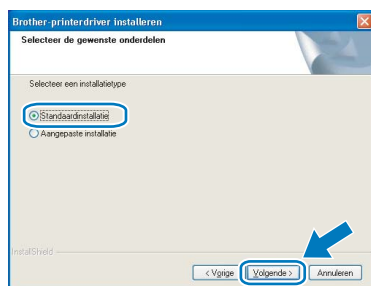 Brother-printerdriver installeren
Selecteer de gewenste onderdelen
Selecteer een installatietype
Standaardinstallatie
Aangepaste installatie
InstallShield
< Vorige
Volgende >
Annuleren